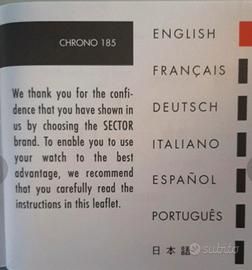 CHRONO 185
We thank you for the confi-
dence that you have shown in
us by choosing the SECTOR
brand. To enable you to use
your watch to the best
advantage, we recommend
that you carefully read the
instructions in this leaflet.
ENGLISH
FRANÇAIS
DEUTSCH
ITALIANO
ESPAÑOL
PORTUGUÊS
日本語
subito